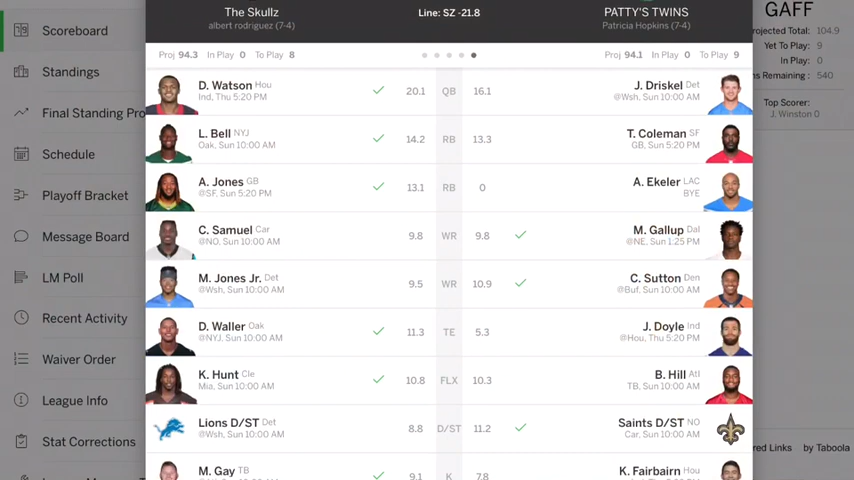 The Skullz
albert rodriguez (7-4)
Line: SZ -21.8
PATTY'S TWINS
Patricia Hopkins (7-4)
Proj 94.3 In Play 0 To Play 8
Proj 94.1 In Play 0 To Play 9
D. Watson Hou
Ind, Thu 5:20 PM
20.1 QB 16.1
J. Driskel Det
@Wsh, Sun 10:00 AM
L. Bell NYJ
Oak, Sun 10:00 AM
14.2 RB 13.3
T. Coleman SF
GB, Sun 5:20 PM
A. Jones GB
@SF, Sun 5:20 PM
13.1 RB 0
A. Ekeler LAC
BYE
C. Samuel Car
@NO, Sun 10:00 AM
9.8 WR 9.8
M. Gallup Dal
@NE, Sun 1:25 PM
M. Jones Jr. Det
@Wsh, Sun 10:00 AM
9.5 WR 10.9
C. Sutton Den
@Buf, Sun 10:00 AM
D. Waller Oak
@NYJ, Sun 10:00 AM
11.3 TE 5.3
J. Doyle Ind
@Hou, Thu 5:20 PM
K. Hunt Cle
Mia, Sun 10:00 AM
10.8 FLX 10.3
B. Hill Atl
TB, Sun 10:00 AM
Lions D/ST Det
@Wsh, Sun 10:00 AM
8.8 D/ST 11.2
Saints D/ST NO
Car, Sun 10:00 AM
M. Gay TB
9.1 K 7.8
K. Fairbairn Hou
Scoreboard
Standings
Final Standing Pro
Schedule
Playoff Bracket
Message Board
LM Poll
Recent Activity
Waiver Order
League Info
Stat Corrections
GAFF
ojected Total: 104.9
Yet To Play: 9
In Play: 0
ns Remaining : 540
Top Scorer:
J. Winston 0
red Links by Taboola